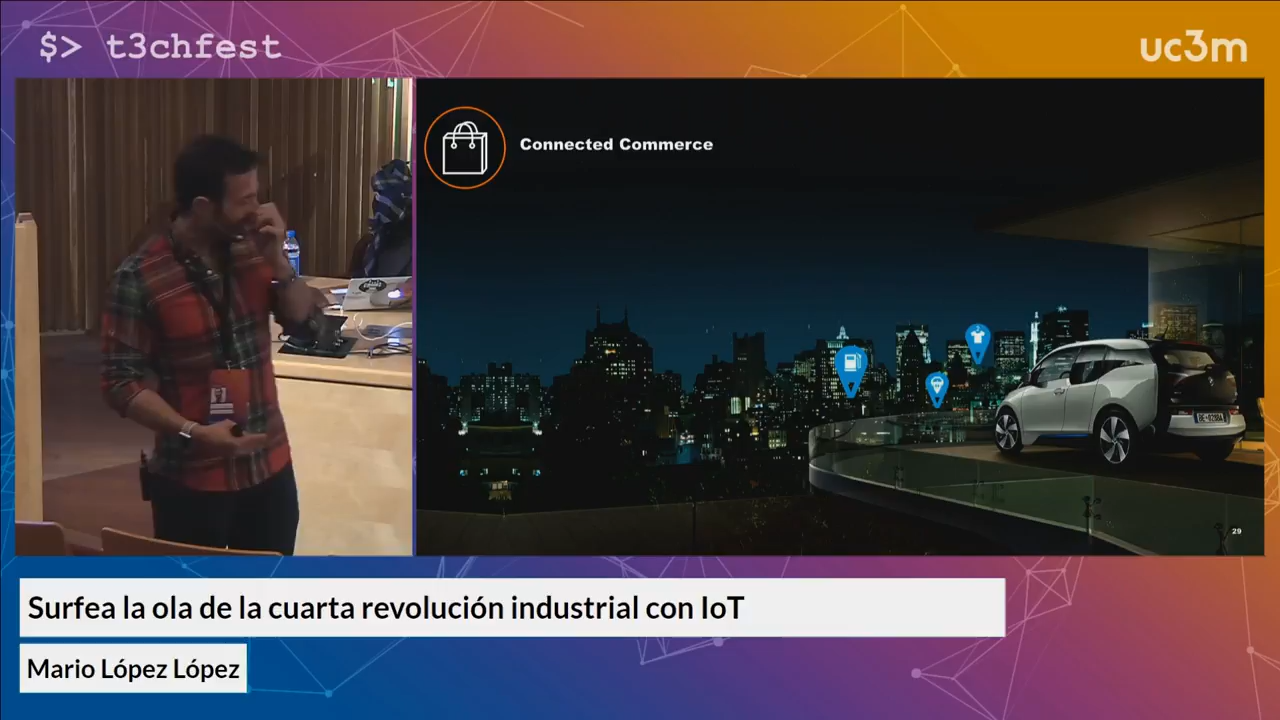 $> t3chfest
uc3m
Connected Commerce
29
Surfea la ola de la cuarta revolución industrial con IoT
Mario López López